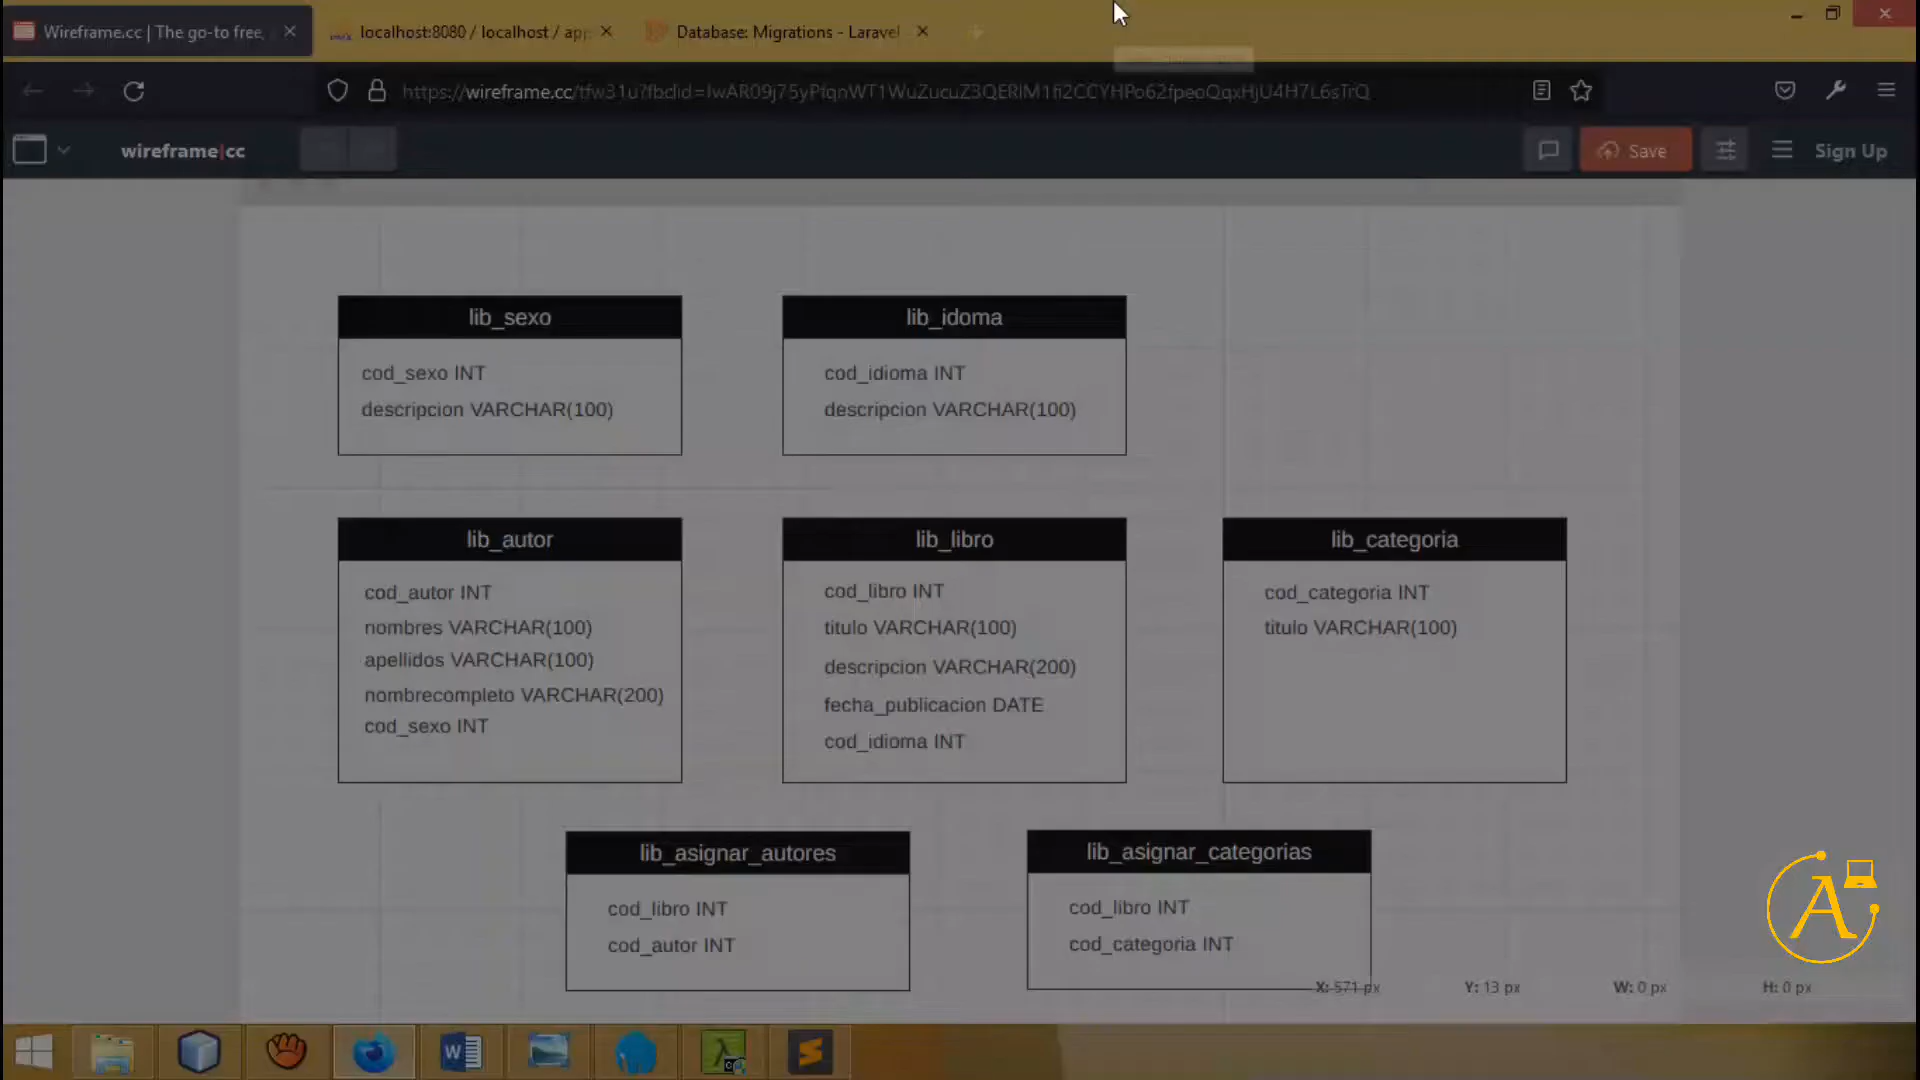 Wireframe.cc | The go-to free,
localhost:8080 / localhost / app
Database: Migrations - Laravel
wireframe|cc
Save
Sign Up
lib_sexo
cod_sexo INT
descripcion VARCHAR(100)
lib_idoma
cod_idioma INT
descripcion VARCHAR(100)
lib_autor
cod_autor INT
nombres VARCHAR(100)
apellidos VARCHAR(100)
nombrecompleto VARCHAR(200)
cod_sexo INT
lib_libro
cod_libro INT
titulo VARCHAR(100)
descripcion VARCHAR(200)
fecha_publicacion DATE
cod_idioma INT
lib_categoria
cod_categoria INT
titulo VARCHAR(100)
lib_asignar_autores
cod_libro INT
cod_autor INT
lib_asignar_categorias
cod_libro INT
cod_categoria INT
X: 571 px
Y: 13 px
W: 0 px
H: 0 px
A